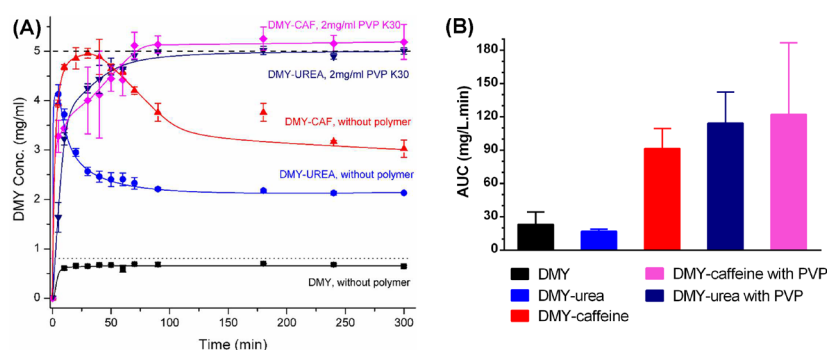 (A)
DMY-CAF, 2mg/ml PVP K30
DMY-UREA, 2mg/ml PVP K30
DMY-CAF, without polymer
DMY-UREA, without polymer
DMY, without polymer
DMY Conc. (mg/ml)
5
4
3
2
1
0
0 50 100 150 200 250 300
Time (min)
(B)
AUC (mg/L.min)
180
150
120
90
60
30
0
DMY
DMY-urea
DMY-caffeine
DMY-caffeine with PVP
DMY-urea with PVP